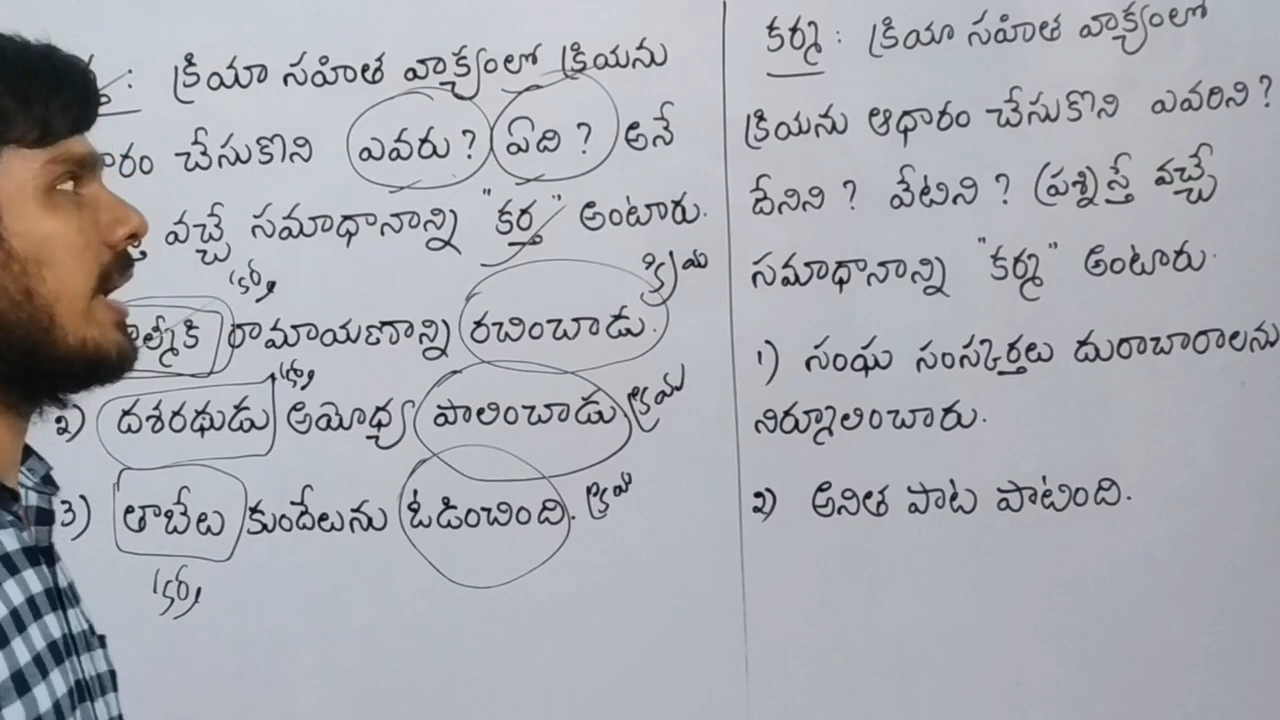 : క్రియా సహిత వాక్యంలో క్రియను
చేసుకొని ఎవరు? ఏది? అనే
వచ్చే సమాధానాన్ని "కర్త" అంటారు.
కర్త
క్రియ
రామాయణాన్ని రచించాడు.
కర్త
2) దశరథుడు అయోధ్య పాలించాడు క్రియ
3) తాబేలు కుందేలును ఓడించింది. క్రియ
కర్త
కర్మ : క్రియా సహిత వాక్యంలో
క్రియను ఆధారం చేసుకొని ఎవరిని?
దేనిని? వేటిని? ప్రశ్నిస్తే వచ్చే
సమాధానాన్ని "కర్మ" అంటారు.
1) సంఘ సంస్కర్తలు దురాచారాలను
నిర్మూలించారు.
2) అనిత పాట పాటింది.